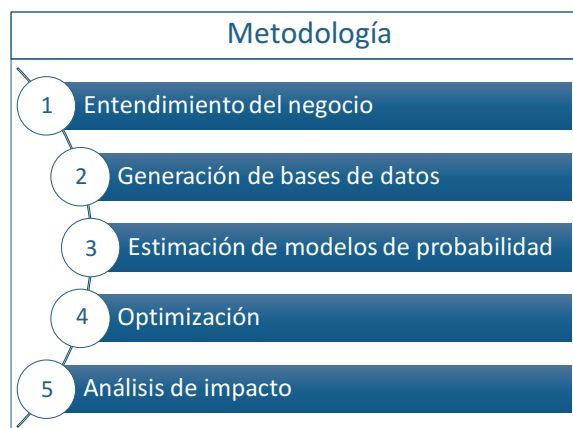 Metodología
1 Entendimiento del negocio
2 Generación de bases de datos
3 Estimación de modelos de probabilidad
4 Optimización
5 Análisis de impacto